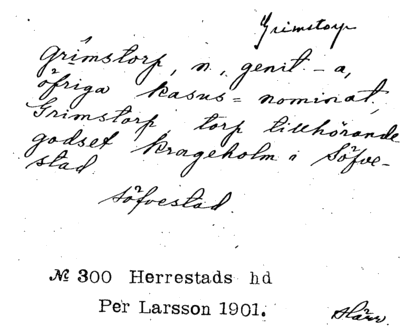 Grimstorp
grimstorp, n., genit. – a,
öfriga kasus = nominat.,
Grimstorp, torp tillhörande
godset Krageholm i Söfve-
stad.
Söfvestad.
№ 300 Herrestads hd
Per Larsson 1901.